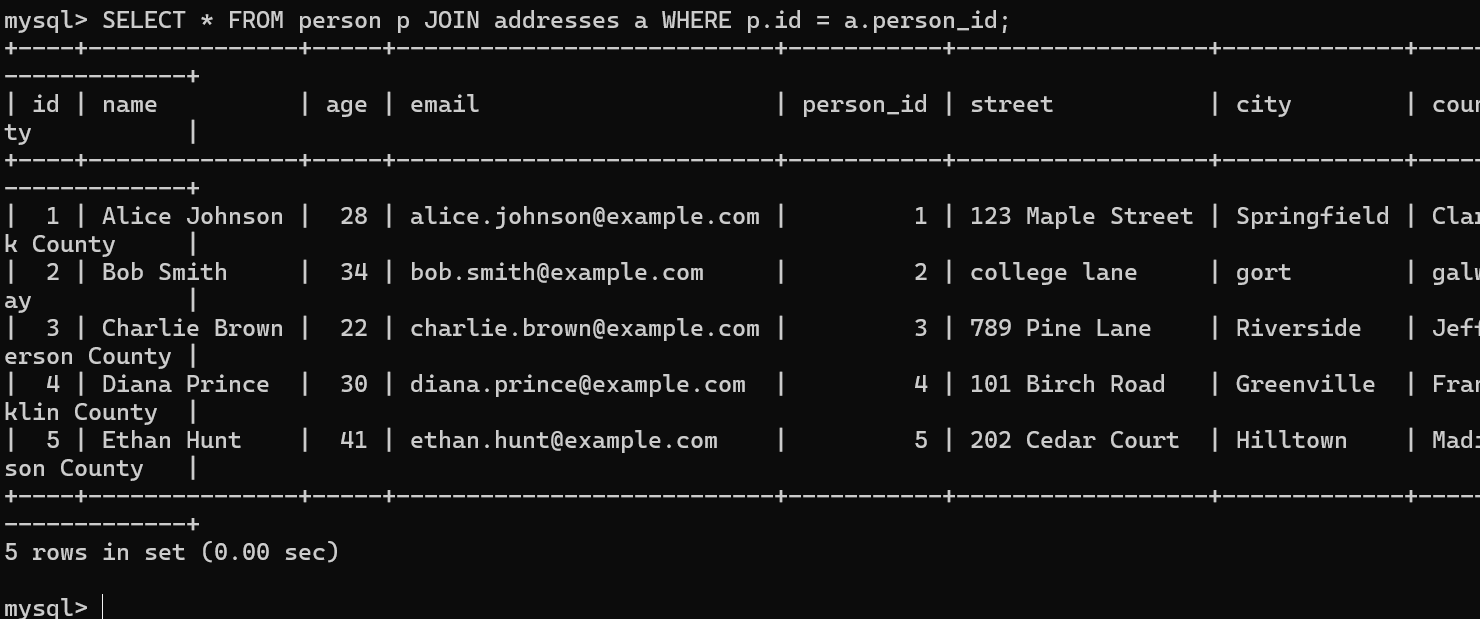 mysql> SELECT * FROM person p JOIN addresses a WHERE p.id = a.person_id;
+----+---------------+-----+---------------------------+-----------+------------------+-------------+-----
-------------+
| id | name          | age | email                     | person_id | street           | city        | coun
ty           |
+----+---------------+-----+---------------------------+-----------+------------------+-------------+-----
-------------+
|  1 | Alice Johnson |  28 | alice.johnson@example.com |         1 | 123 Maple Street | Springfield | Clar
k County     |
|  2 | Bob Smith     |  34 | bob.smith@example.com     |         2 | college lane     | gort        | galw
ay           |
|  3 | Charlie Brown |  22 | charlie.brown@example.com |         3 | 789 Pine Lane    | Riverside   | Jeff
erson County |
|  4 | Diana Prince  |  30 | diana.prince@example.com  |         4 | 101 Birch Road   | Greenville  | Fran
klin County  |
|  5 | Ethan Hunt    |  41 | ethan.hunt@example.com    |         5 | 202 Cedar Court  | Hilltown    | Madi
son County   |
+----+---------------+-----+---------------------------+-----------+------------------+-------------+-----
-------------+
5 rows in set (0.00 sec)
mysql>